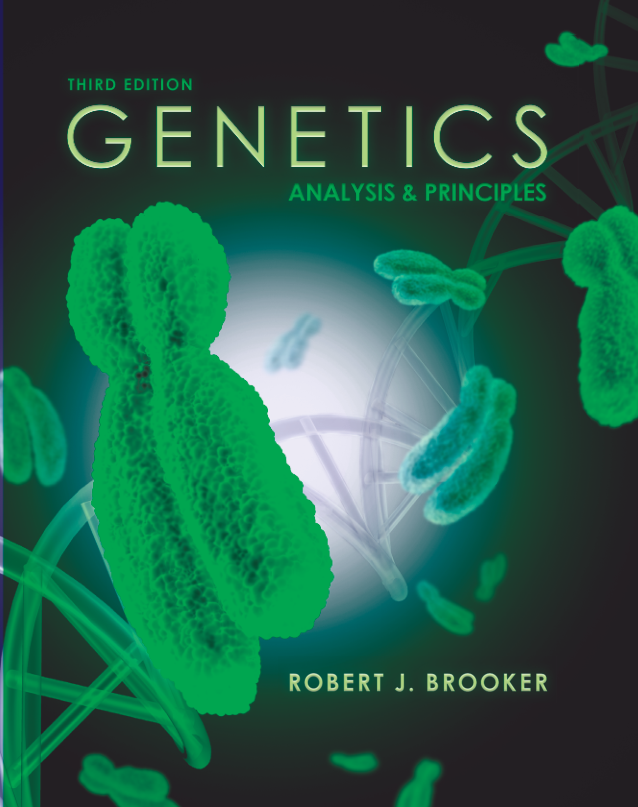 THIRD EDITION
GENETICS
ANALYSIS & PRINCIPLES
ROBERT J. BROOKER